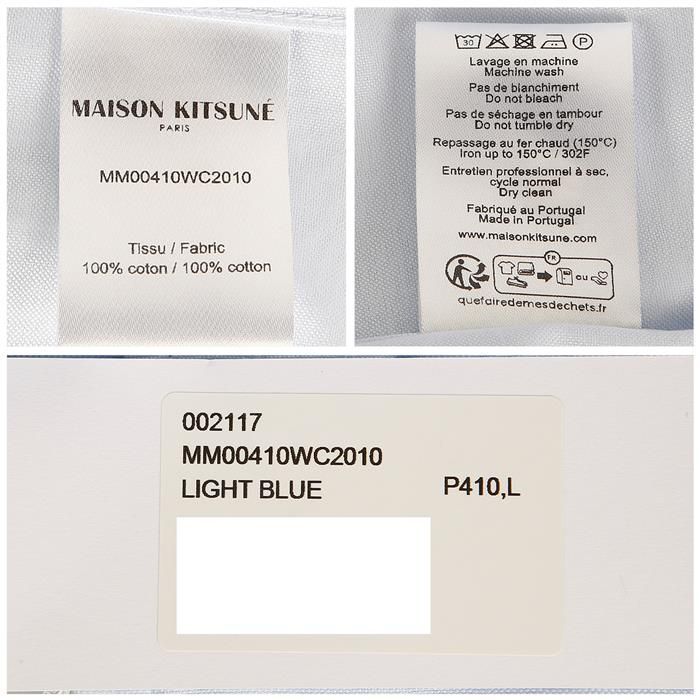 MAISON KITSUNÉ
PARIS
MM00410WC2010
Tissu / Fabric
100% coton / 100% cotton
30 P
Lavage en machine
Machine wash
Pas de blanchiment
Do not bleach
Pas de séchage en tambour
Do not tumble dry
Repassage au fer chaud (150°C)
Iron up to 150°C / 302F
Entretien professionnel à sec,
cycle normal
Dry clean
Fabriqué au Portugal
Made in Portugal
www.maisonkitsune.com
FR
ou
quefairedemesdechets.fr
002117
MM00410WC2010
LIGHT BLUE P410,L